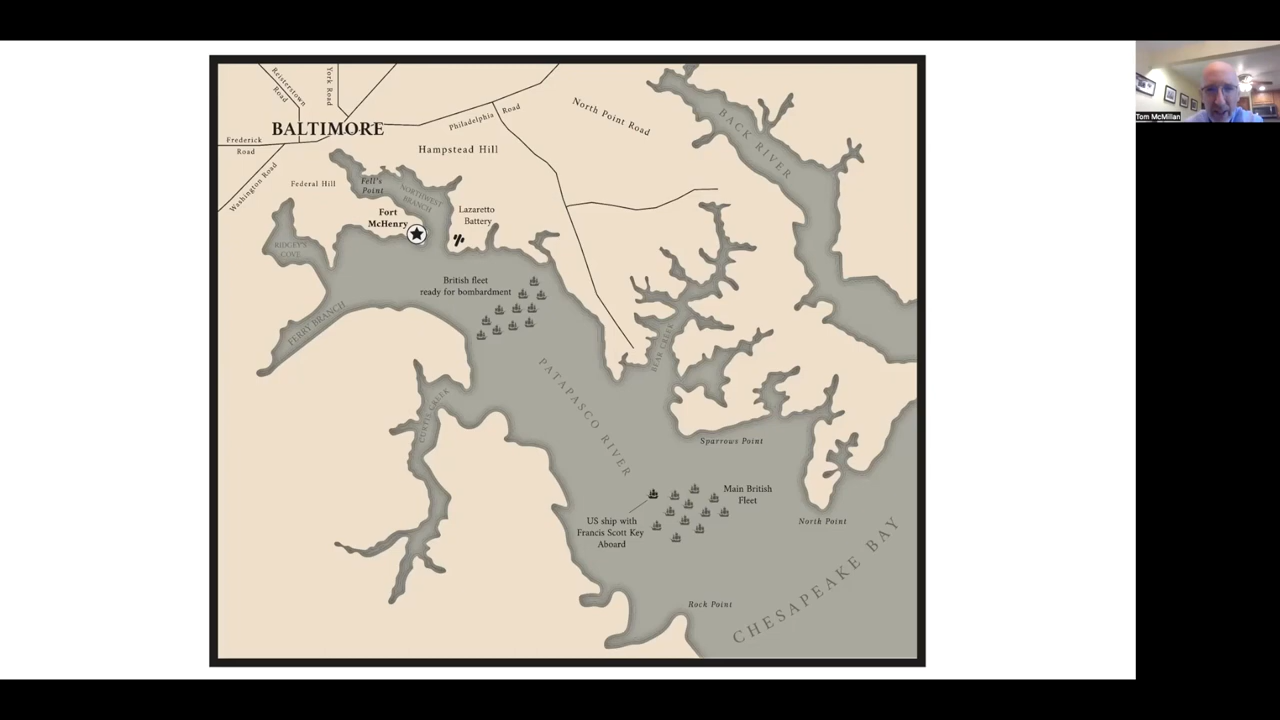 Reisterstown
Road
York Road
BALTIMORE
Philadelphia
Road
North Point Road
BACK RIVER
Frederick
Road
Washington Road
Hampstead Hill
Federal Hill
Fell's
Point
NORTHWEST
BRANCH
Fort
McHenry
Lazaretto
Battery
RIDGEY'S
COVE
British fleet
ready for bombardment
FERRY BRANCH
BEAR CREEK
PATAPASCO RIVER
CURTIS CREEK
Sparrows Point
Main British
Fleet
US ship with
Francis Scott Key
Aboard
North Point
Rock Point
CHESAPEAKE BAY
Tom McMillan